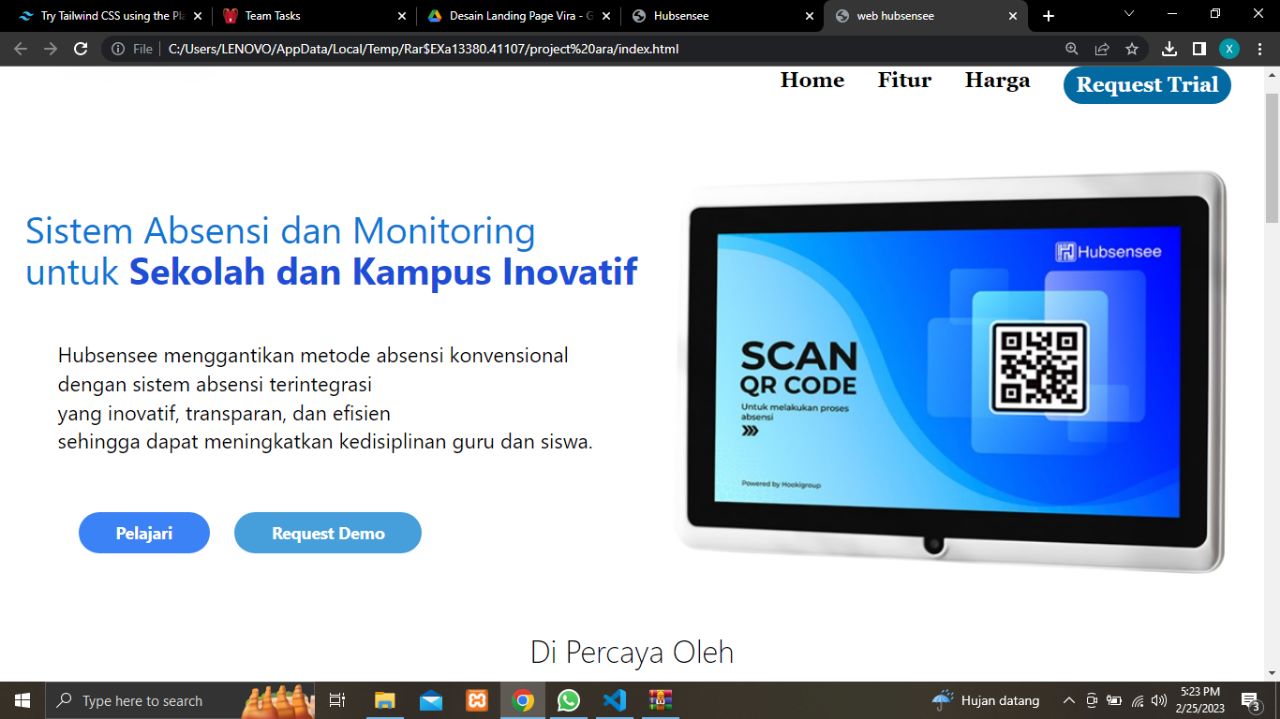 Try Tailwind CSS using the Pla
Team Tasks
Desain Landing Page Vira - G
Hubsensee
web hubsensee
File
C:/Users/LENOVO/AppData/Local/Temp/Rar$EXa13380.41107/project%20ara/index.html
X
Home
Fitur
Harga
Request Trial
Sistem Absensi dan Monitoring
untuk Sekolah dan Kampus Inovatif
Hubsensee menggantikan metode absensi konvensional
dengan sistem absensi terintegrasi
yang inovatif, transparan, dan efisien
sehingga dapat meningkatkan kedisiplinan guru dan siswa.
Pelajari
Request Demo
Hubsensee
SCAN
QR CODE
Untuk melakukan proses
absensi
Powered by Hookigroup
Di Percaya Oleh
Type here to search
Hujan datang
5:23 PM
2/25/2023
3